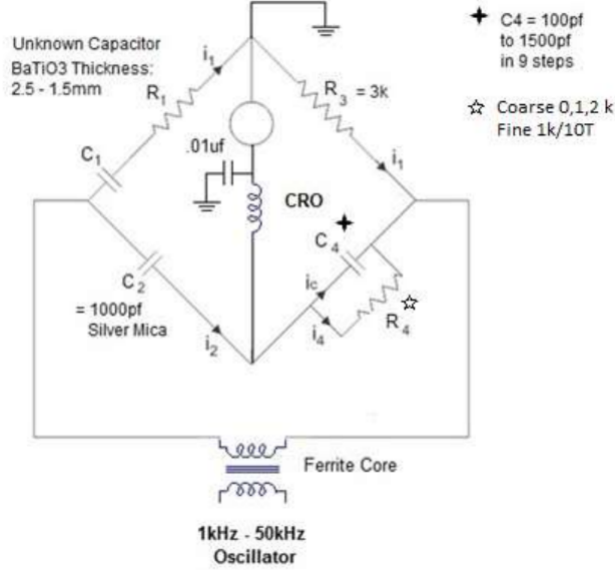 Unknown Capacitor
BaTiO3 Thickness:
2.5 - 1.5mm
i1
R1
R3 = 3k
C4 = 100pf
to 1500pf
in 9 steps
Coarse 0,1,2 k
Fine 1k/10T
C1
.01uf
i1
CRO
C4
C2
= 1000pf
Silver Mica
ic
i4
R4
i2
Ferrite Core
1kHz - 50kHz
Oscillator